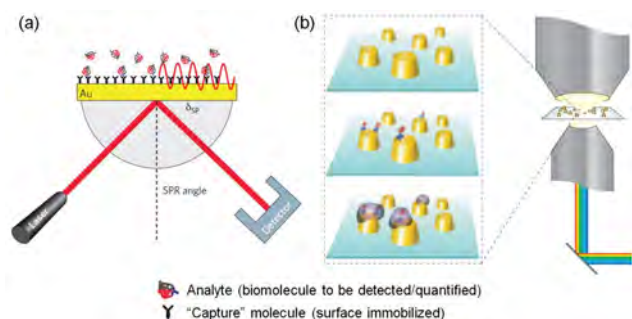 (a)
Au
δSP
SPR angle
Laser
Detector
(b)
Analyte (biomolecule to be detected/quantified)
"Capture" molecule (surface immobilized)